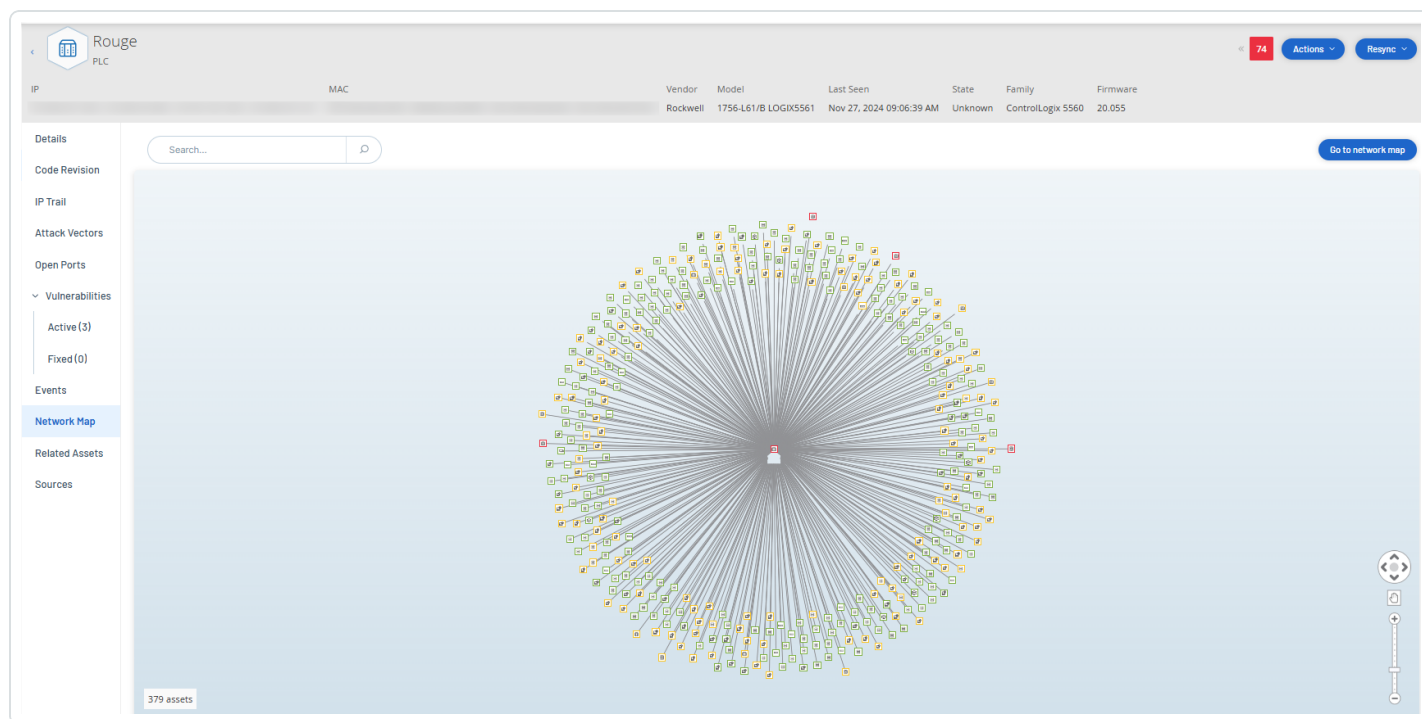 Rouge
PLC
« 74 Actions Resync
IP MAC Vendor Model Last Seen State Family Firmware
Rockwell 1756-L61/B LOGIX5561 Nov 27, 2024 09:06:39 AM Unknown ControlLogix 5560 20.055
Details
Search...
Go to network map
Code Revision
IP Trail
Attack Vectors
Open Ports
Vulnerabilities
Active (3)
Fixed (0)
Events
Network Map
Related Assets
Sources
379 assets